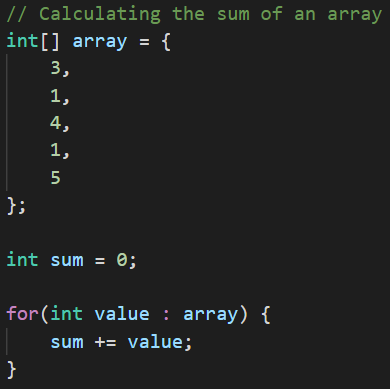 // Calculating the sum of an array
int[] array = {
    3,
    1,
    4,
    1,
    5
};

int sum = 0;

for(int value : array) {
    sum += value;
}